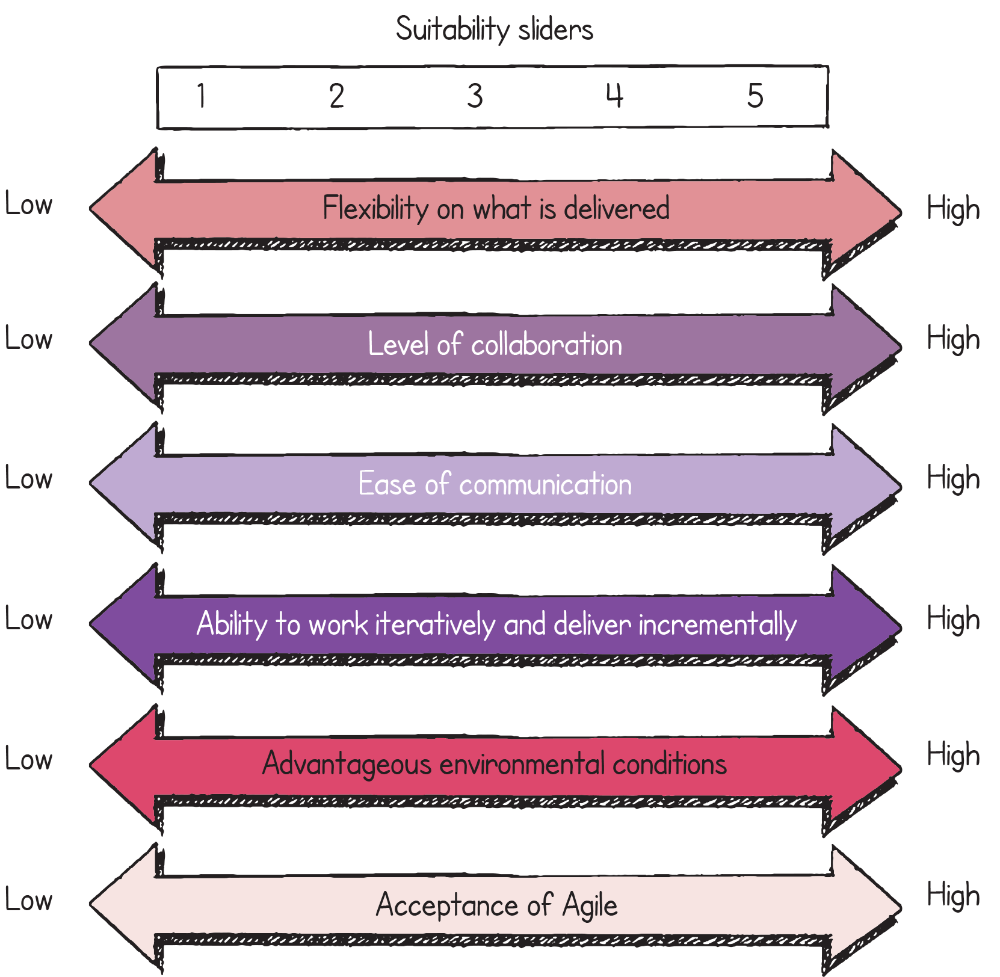 Suitability sliders
1 2 3 4 5
Low Flexibility on what is delivered High
Low Level of collaboration High
Low Ease of communication High
Low Ability to work iteratively and deliver incrementally High
Low Advantageous environmental conditions High
Low Acceptance of Agile High